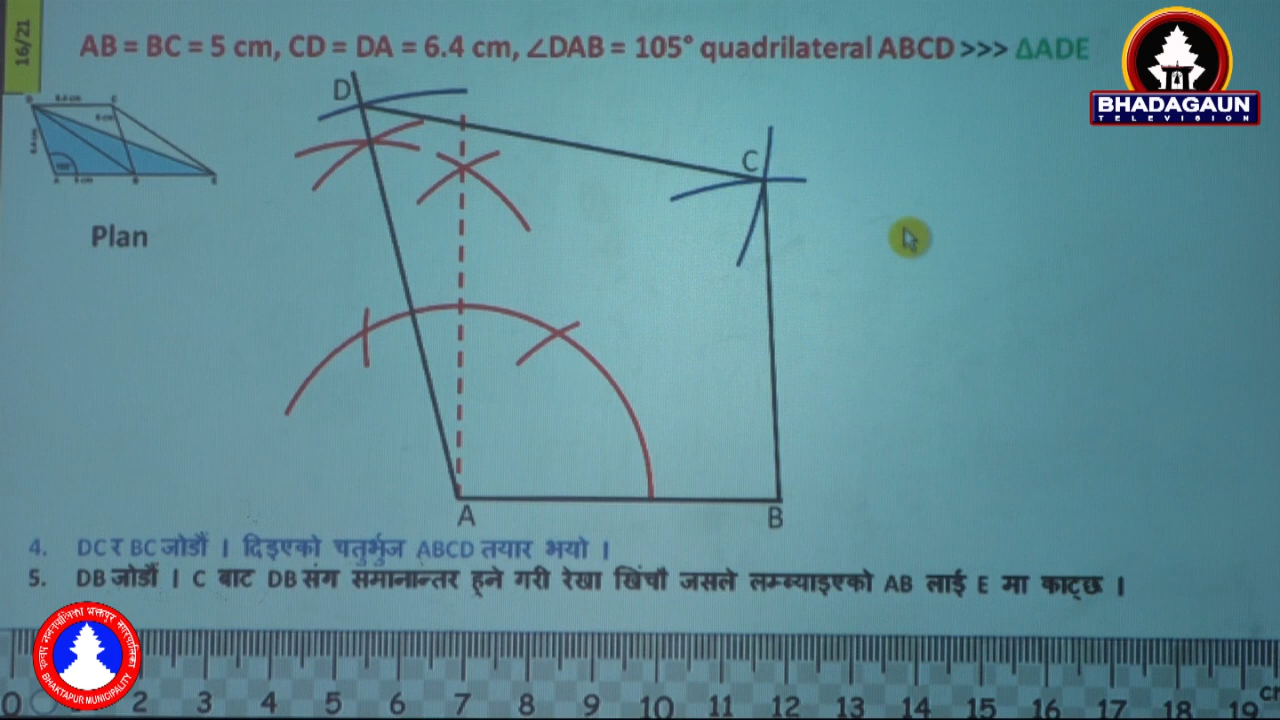 16/21
AB = BC = 5 cm, CD = DA = 6.4 cm, ∠DAB = 105° quadrilateral ABCD >>> ΔADE
BHADAGAUN
TELEVISION
D
C
Plan
A
B
4. DC र BC जोडौं । दिइएको चतुर्भुज ABCD तयार भयो ।
5. DB जोडौं । C बाट DB संग समानान्तर हुने गरी रेखा खिंचौ जसले लम्ब्याइएको AB लाई E मा काट्छ ।
BHAKTAPUR MUNICIPALITY
0 2 3 4 5 6 7 8 9 10 11 12 13 14 15 16 17 18 19